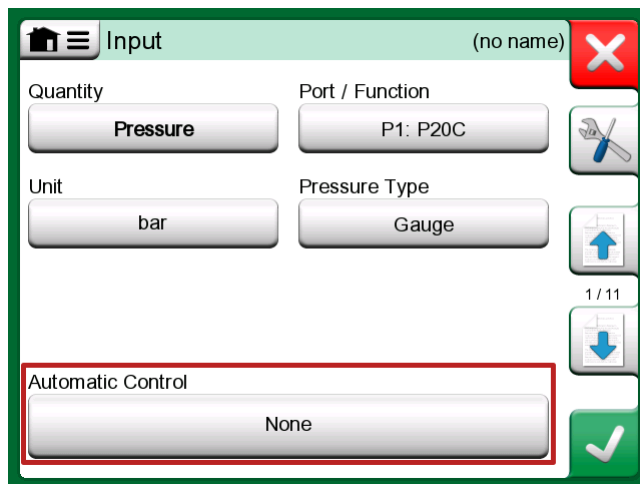 Input (no name)
Quantity Port / Function
Pressure P1: P20C
Unit Pressure Type
bar Gauge
1 / 11
Automatic Control
None